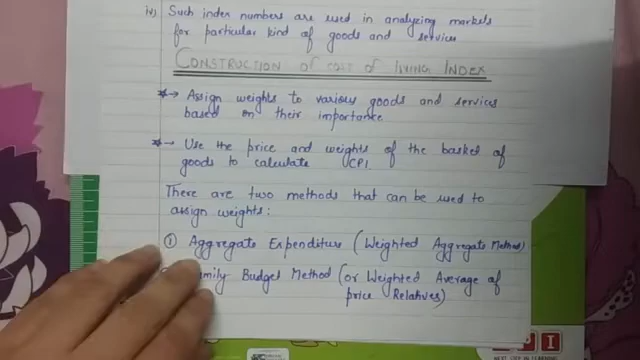 iv) Such index numbers are used in analyzing markets
for particular kind of goods and services
CONSTRUCTION OF COST OF LIVING INDEX
*→ Assign weights to various goods and services
based on their importance
*→ Use the price and weights of the basket of
goods to calculate CPI.
There are two methods that can be used to
assign weights:
① Aggregate Expenditure (Weighted Aggregate Method)
Budget Method (or Weighted Average of
price Relatives)
I
NEXT